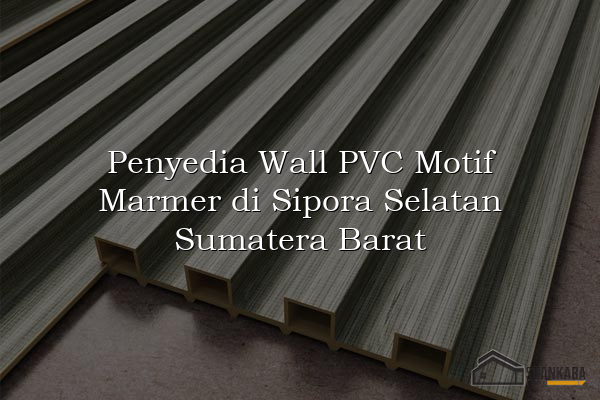 Penyedia Wall PVC Motif
Marmer di Sipora Selatan
Sumatera Barat